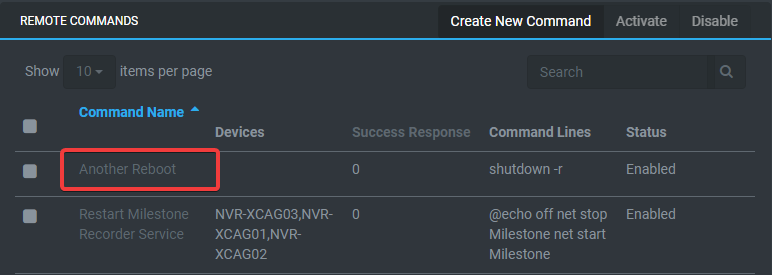 REMOTE COMMANDS Create New Command Activate Disable
Show 10 items per page Search
Command Name
Devices Success Response Command Lines Status
Another Reboot 0 shutdown -r Enabled
Restart Milestone NVR-XCAG03,NVR- 0 @echo off net stop Enabled
Recorder Service XCAG01,NVR- Milestone net start
XCAG02 Milestone